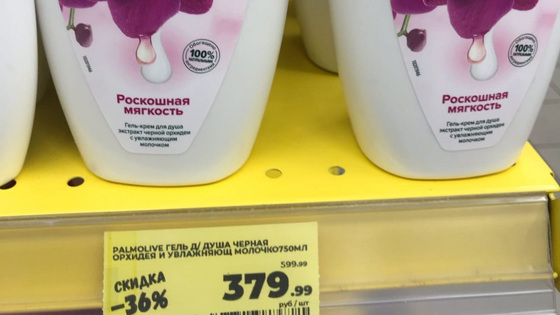 100%
НАТУРАЛЬНЫМИ
Роскошная
мягкость
Гель-крем для душа
экстракт черной орхидеи
с увлажняющим
молочком
100%
Роскошная
мягкость
Гель-крем для душа
экстракт черной орхидеи
с увлажняющим
молочком
PALMOLIVE ГЕЛЬ Д/ ДУША ЧЕРНАЯ
ОРХИДЕЯ И УВЛАЖНЯЮЩ МОЛОЧКО750МЛ
599.99
СКИДКА
-36%
379.99
руб / шт